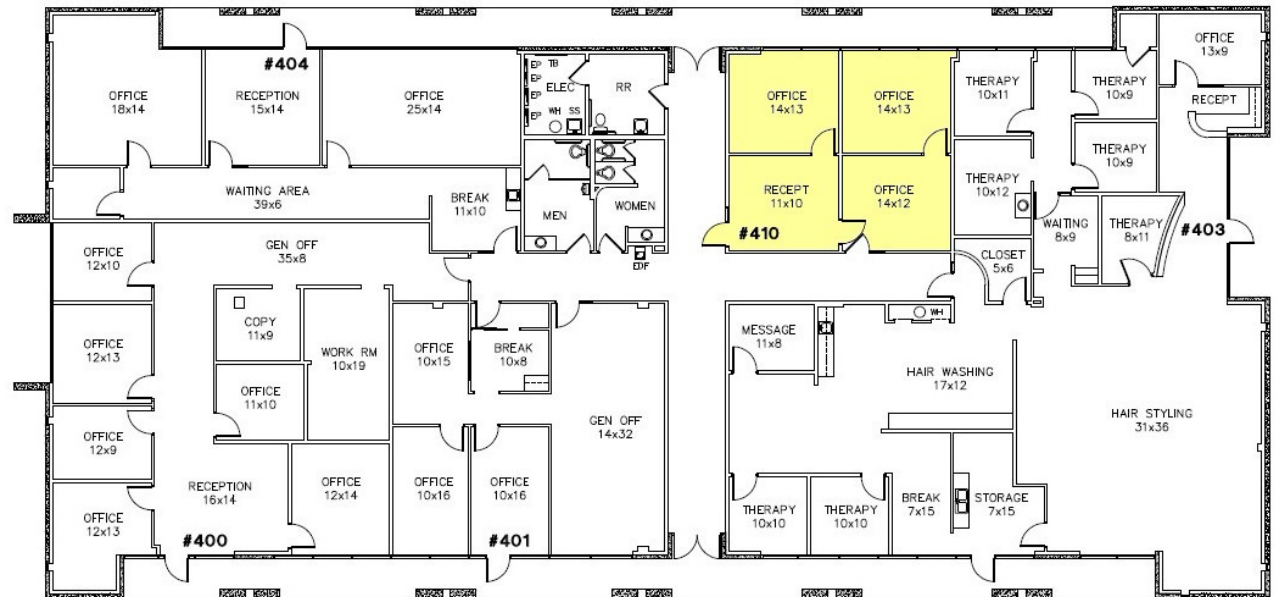 OFFICE
18x14
#404
RECEPTION
15x14
OFFICE
25x14
EP
TB
EP
ELEC
EP
WH
SS
EP
RR
OFFICE
14x13
OFFICE
14x13
THERAPY
10x11
THERAPY
10x9
OFFICE
13x9
RECEPT
THERAPY
10x9
WAITING AREA
39x6
BREAK
11x10
MEN
WOMEN
EDF
RECEPT
11x10
#410
OFFICE
14x12
THERAPY
10x12
WAITING
8x9
THERAPY
8x11
#403
CLOSET
5x6
OFFICE
12x10
GEN OFF
35x8
OFFICE
12x13
COPY
11x9
WORK RM
10x19
OFFICE
10x15
BREAK
10x8
OFFICE
11x10
OFFICE
12x9
GEN OFF
14x32
MESSAGE
11x8
WH
HAIR WASHING
17x12
HAIR STYLING
31x36
OFFICE
12x13
RECEPTION
16x14
#400
OFFICE
12x14
OFFICE
10x16
OFFICE
10x16
#401
THERAPY
10x10
THERAPY
10x10
BREAK
7x15
STORAGE
7x15